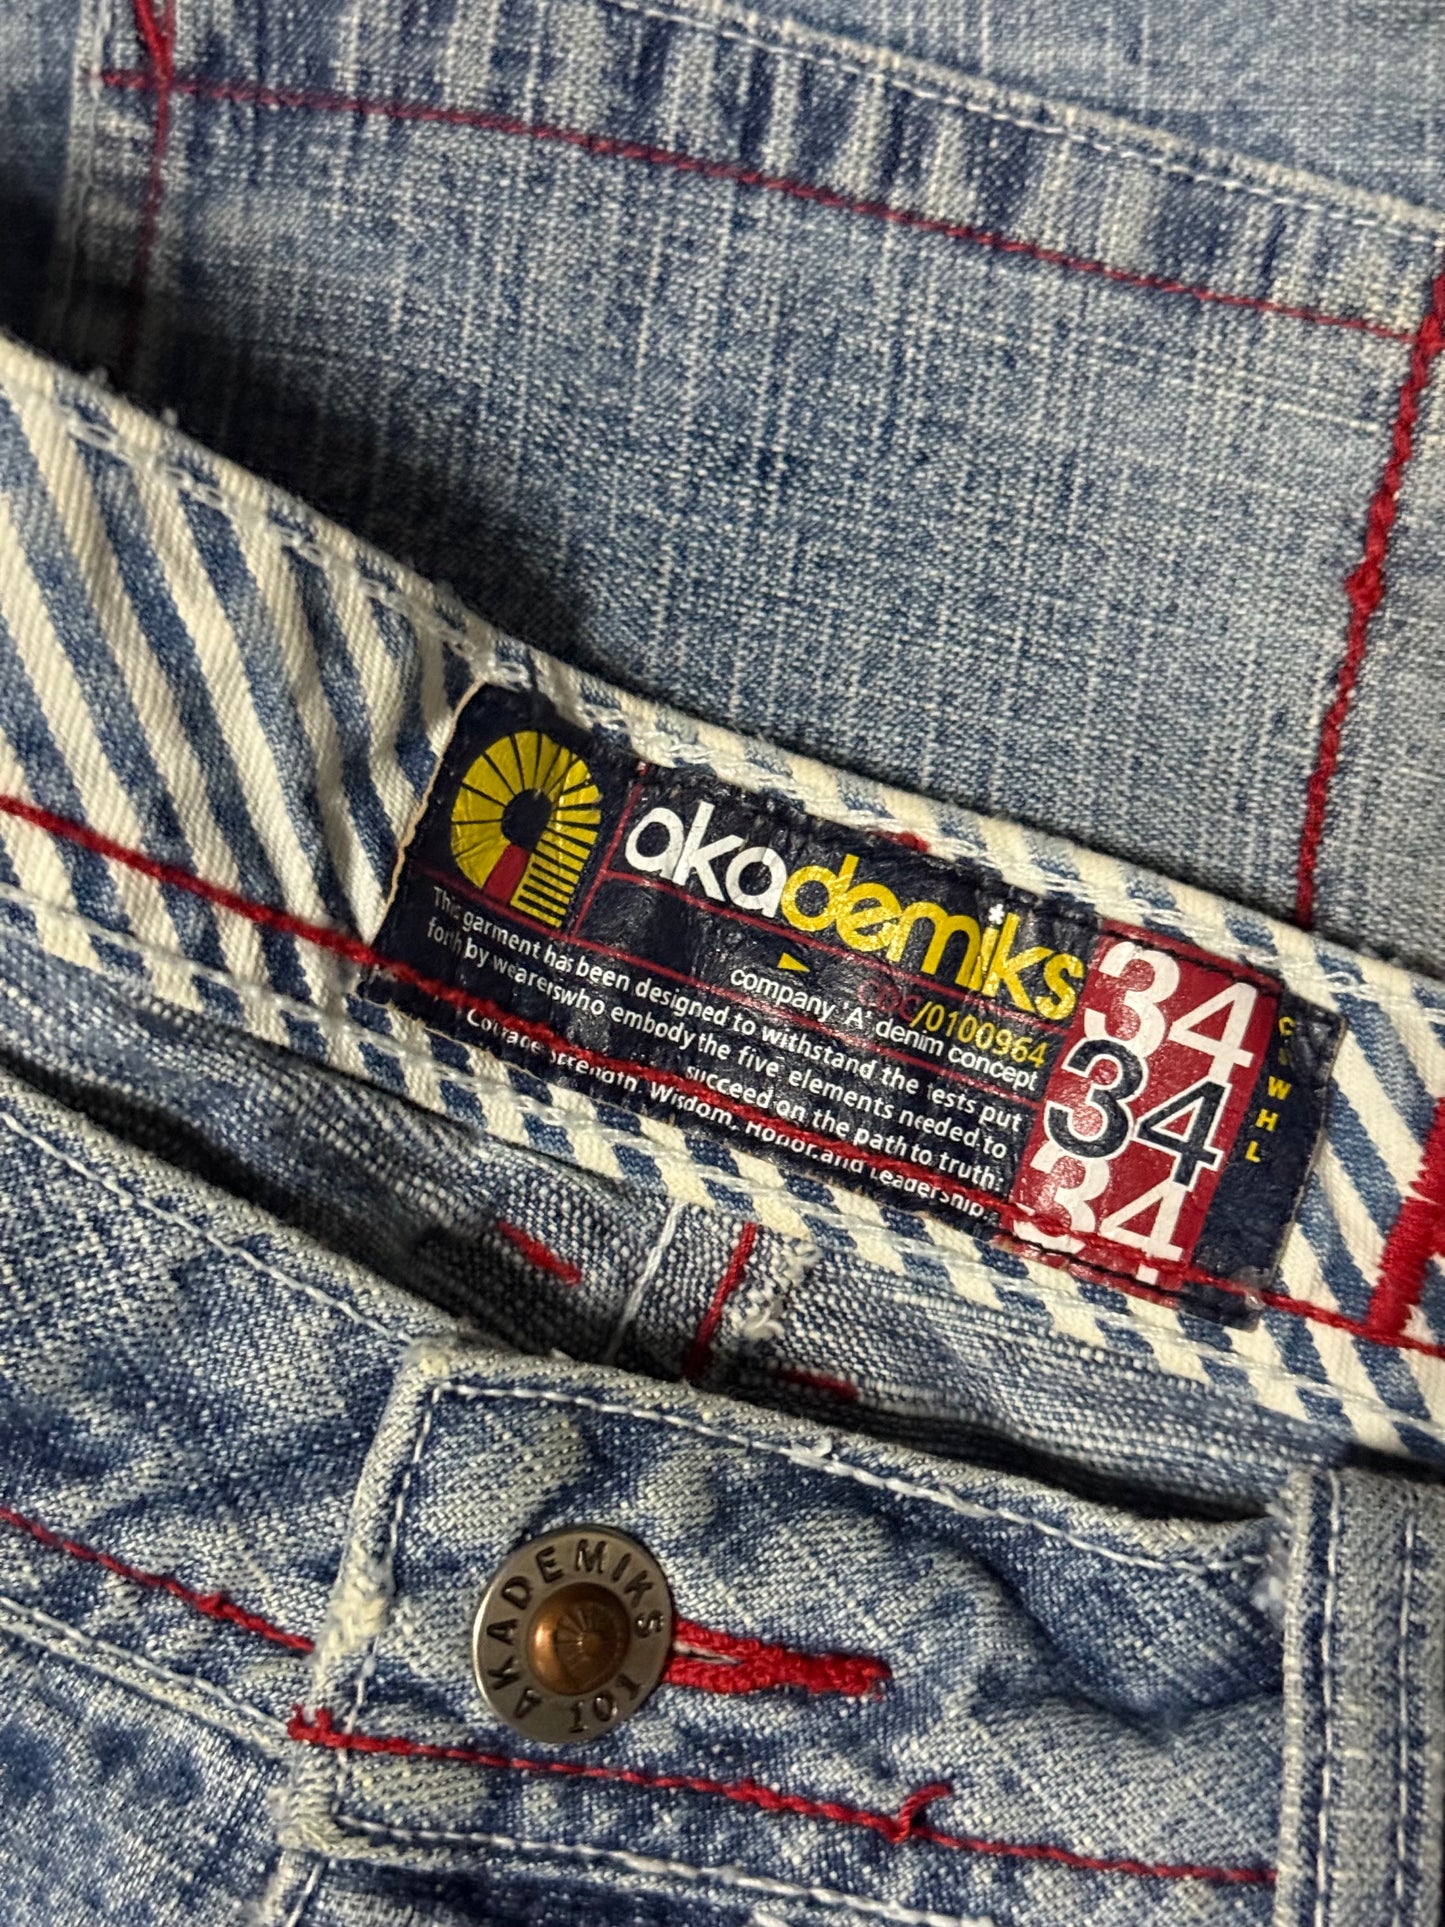 akademiks
/0100964
company 'A' denim concept
This garment has been designed to withstand the tests put
forth by wearers who embody the five elements needed to
succeed on the path to truth:
Courage, Strength, Wisdom, Honor, and Leadership.
34
34
34
C
S
W
H
L
AKADEMIKS
101